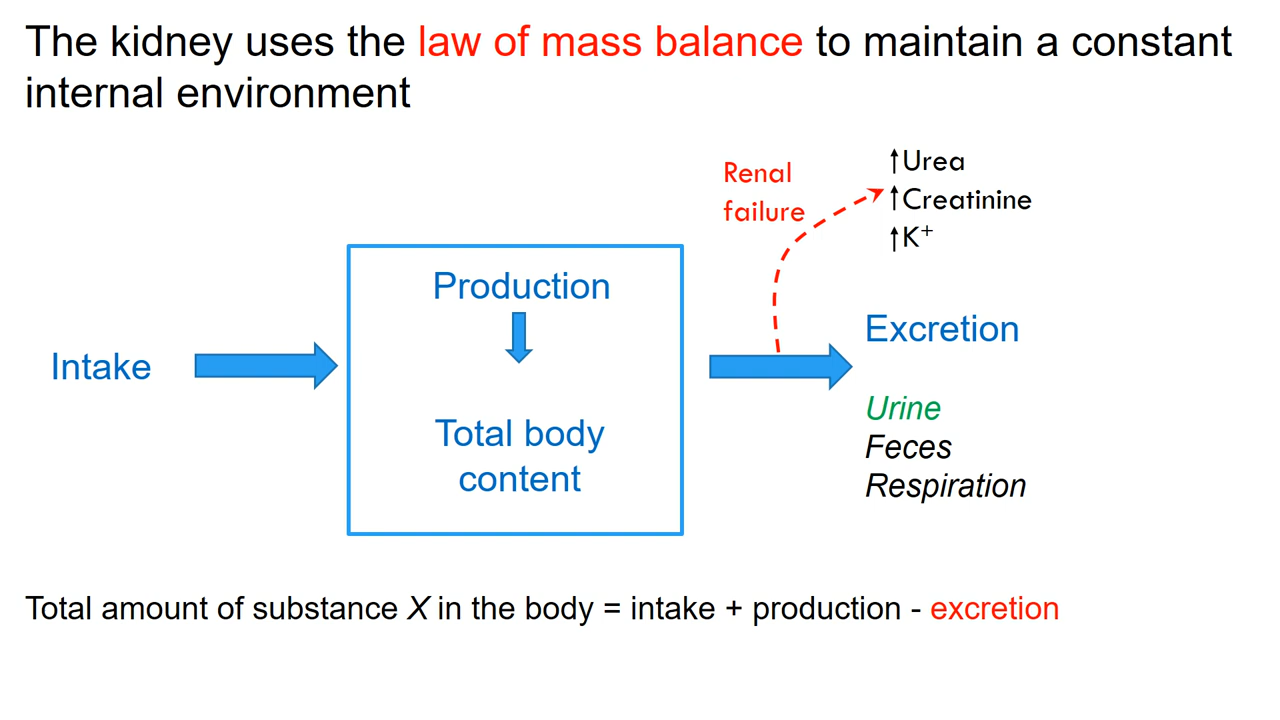 The kidney uses the law of mass balance to maintain a constant
internal environment
Renal
failure
↑Urea
↑Creatinine
↑K⁺
Production
Intake
Total body
content
Excretion
Urine
Feces
Respiration
Total amount of substance X in the body = intake + production - excretion